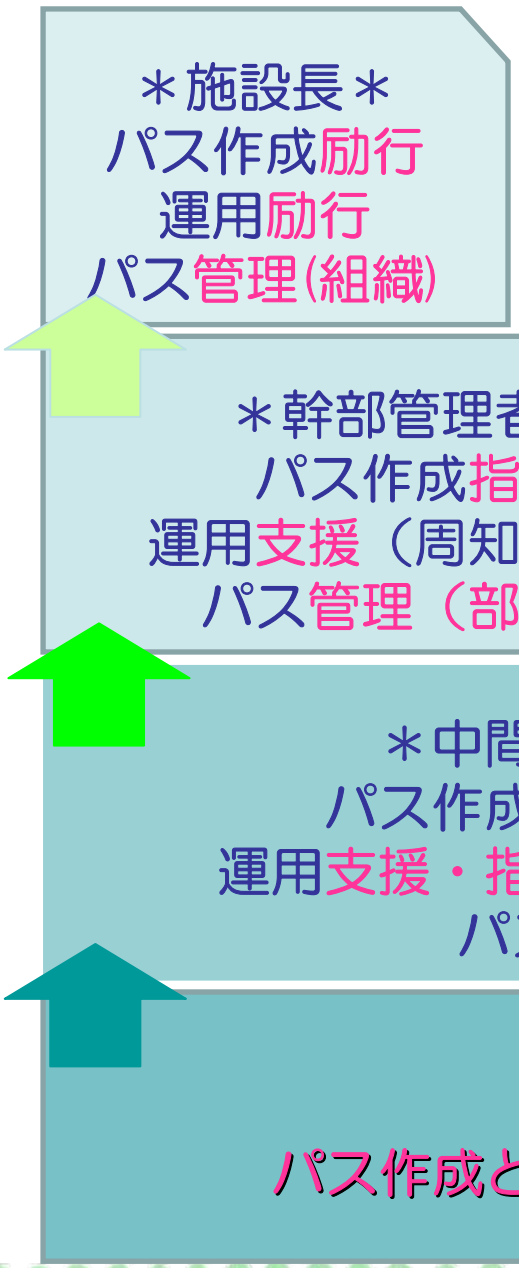 ＊施設長＊
パス作成励行
運用励行
パス管理(組織)
＊幹部管理者
パス作成指
運用支援（周知
パス管理（部
＊中間
パス作成
運用支援・指
パス
パス作成と